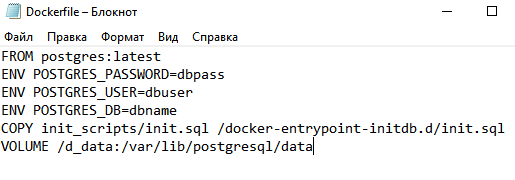 Dockerfile – Блокнот
Файл Правка Формат Вид Справка
FROM postgres:latest
ENV POSTGRES_PASSWORD=dbpass
ENV POSTGRES_USER=dbuser
ENV POSTGRES_DB=dbname
COPY init_scripts/init.sql /docker-entrypoint-initdb.d/init.sql
VOLUME /d_data:/var/lib/postgresql/data